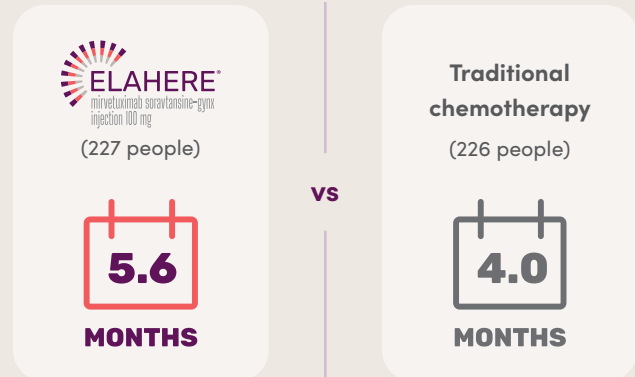 ELAHERE®
mirvetuximab soravtansine-gynx
injection 100 mg
(227 people)
5.6
MONTHS
vs
Traditional
chemotherapy
(226 people)
4.0
MONTHS